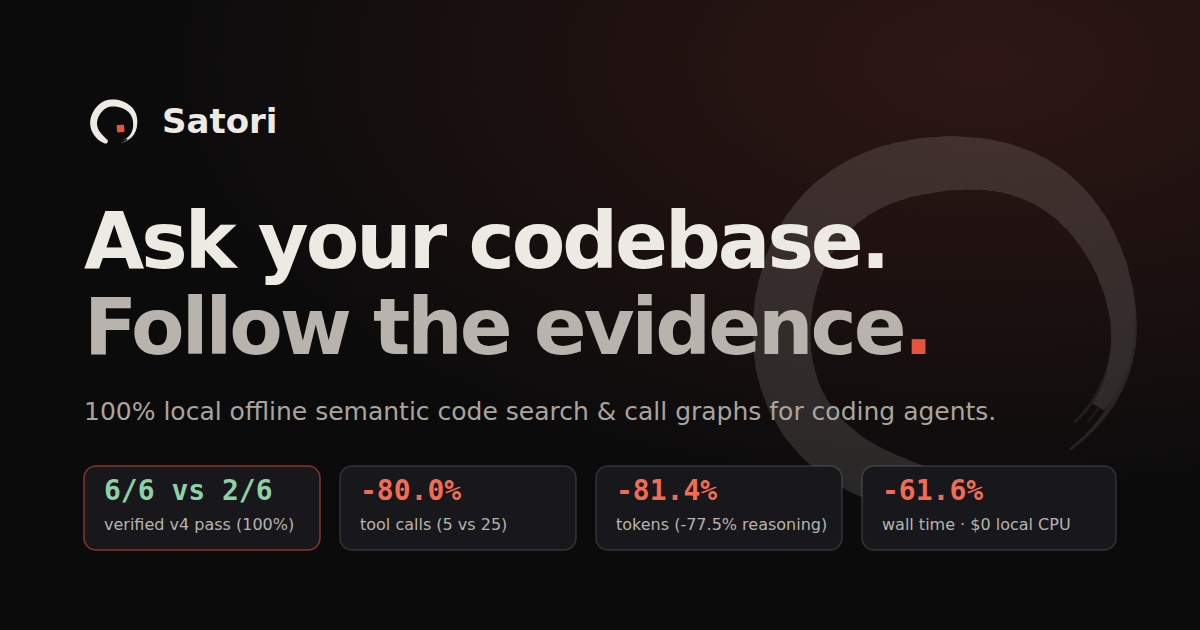 Satori
Ask your codebase.
Follow the evidence.
100% local offline semantic code search & call graphs for coding agents.
6/6 vs 2/6
verified v4 pass (100%)
-80.0%
tool calls (5 vs 25)
-81.4%
tokens (-77.5% reasoning)
-61.6%
wall time · $0 local CPU